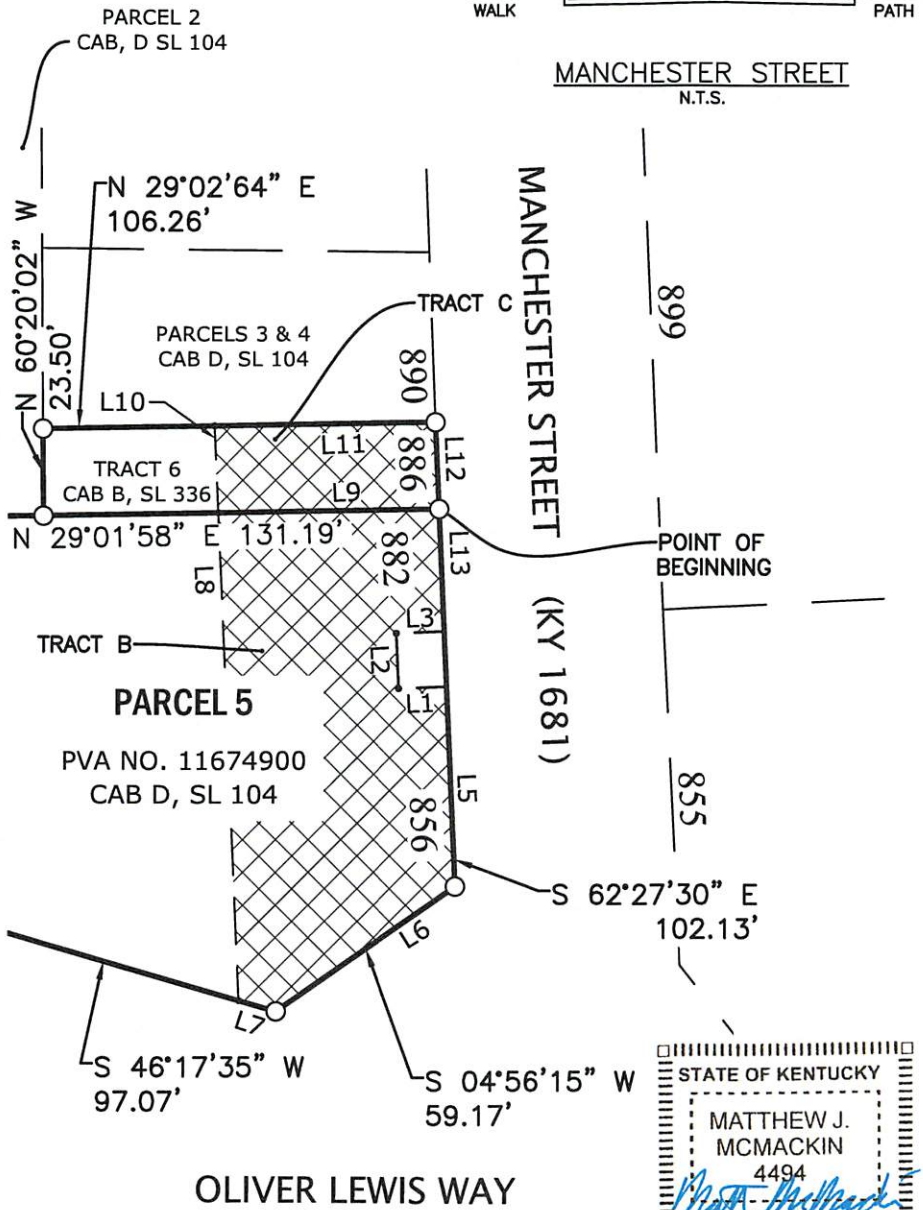 PARCEL 2
CAB, D SL 104
WALK
PATH
MANCHESTER STREET
N.T.S.
N 29°02'64" E
106.26'
N 60°20'02" W
23.50'
PARCELS 3 & 4
CAB D, SL 104
TRACT C
MANCHESTER STREET (KY 1681)
899
890
L10
L11
L12
886
TRACT 6
CAB B, SL 336
L9
N 29°01'58" E 131.19'
POINT OF
BEGINNING
882
L13
L8
L3
TRACT B
L2
PARCEL 5
L1
PVA NO. 11674900
CAB D, SL 104
L5
856
855
S 62°27'30" E
102.13'
L6
L7
S 46°17'35" W
97.07'
S 04°56'15" W
59.17'
STATE OF KENTUCKY
MATTHEW J.
MCMACKIN
4494
Matt McMackin
OLIVER LEWIS WAY